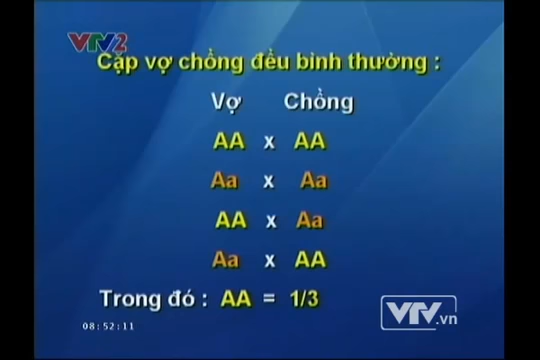 VTV2
Cặp vợ chồng đều bình thường :
Vợ Chồng
AA x AA
Aa x Aa
AA x Aa
Aa x AA
Trong đó : AA = 1/3
08:52:11
VTV.vn